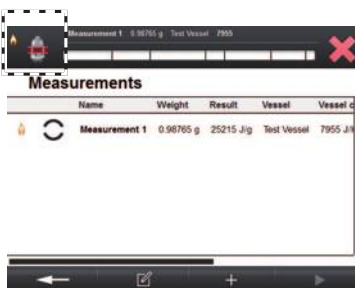 Measurement 1 0.98765 g Test Vessel 7955
Measurements
Name Weight Result Vessel Vessel c
Measurement 1 0.98765 g 25215 J/g Test Vessel 7955 J/